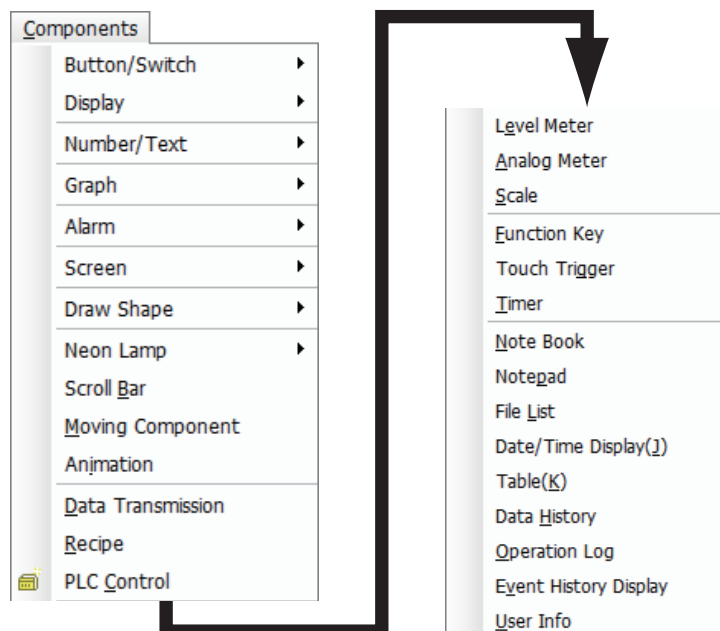 Components
Button/Switch
Display
Number/Text
Graph
Alarm
Screen
Draw Shape
Neon Lamp
Scroll Bar
Moving Component
Animation
Data Transmission
Recipe
PLC Control
Level Meter
Analog Meter
Scale
Function Key
Touch Trigger
Timer
Note Book
Notepad
File List
Date/Time Display(J)
Table(K)
Data History
Operation Log
Event History Display
User Info